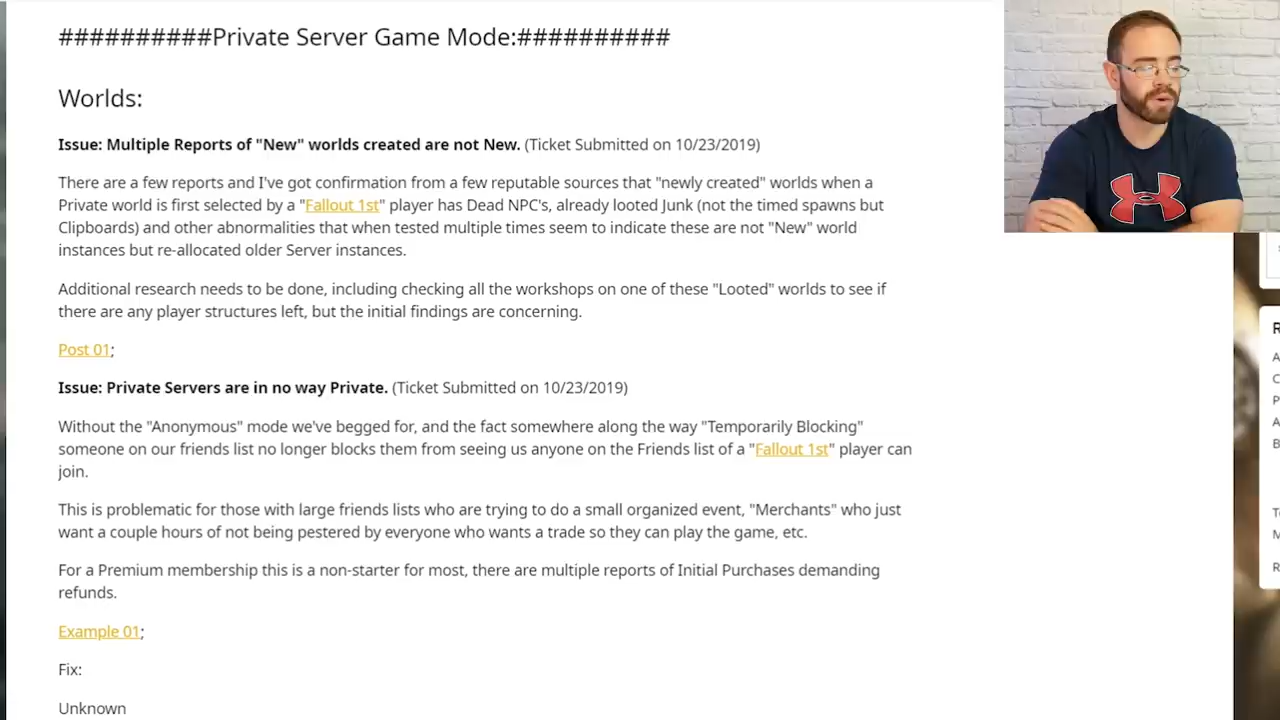 ##########Private Server Game Mode:##########
Worlds:
Issue: Multiple Reports of "New" worlds created are not New. (Ticket Submitted on 10/23/2019)
There are a few reports and I've got confirmation from a few reputable sources that "newly created" worlds when a
Private world is first selected by a "Fallout 1st" player has Dead NPC's, already looted Junk (not the timed spawns but
Clipboards) and other abnormalities that when tested multiple times seem to indicate these are not "New" world
instances but re-allocated older Server instances.
Additional research needs to be done, including checking all the workshops on one of these "Looted" worlds to see if
there are any player structures left, but the initial findings are concerning.
Post 01;
Issue: Private Servers are in no way Private. (Ticket Submitted on 10/23/2019)
Without the "Anonymous" mode we've begged for, and the fact somewhere along the way "Temporarily Blocking"
someone on our friends list no longer blocks them from seeing us anyone on the Friends list of a "Fallout 1st" player can
join.
This is problematic for those with large friends lists who are trying to do a small organized event, "Merchants" who just
want a couple hours of not being pestered by everyone who wants a trade so they can play the game, etc.
For a Premium membership this is a non-starter for most, there are multiple reports of Initial Purchases demanding
refunds.
Example 01;
Fix:
Unknown